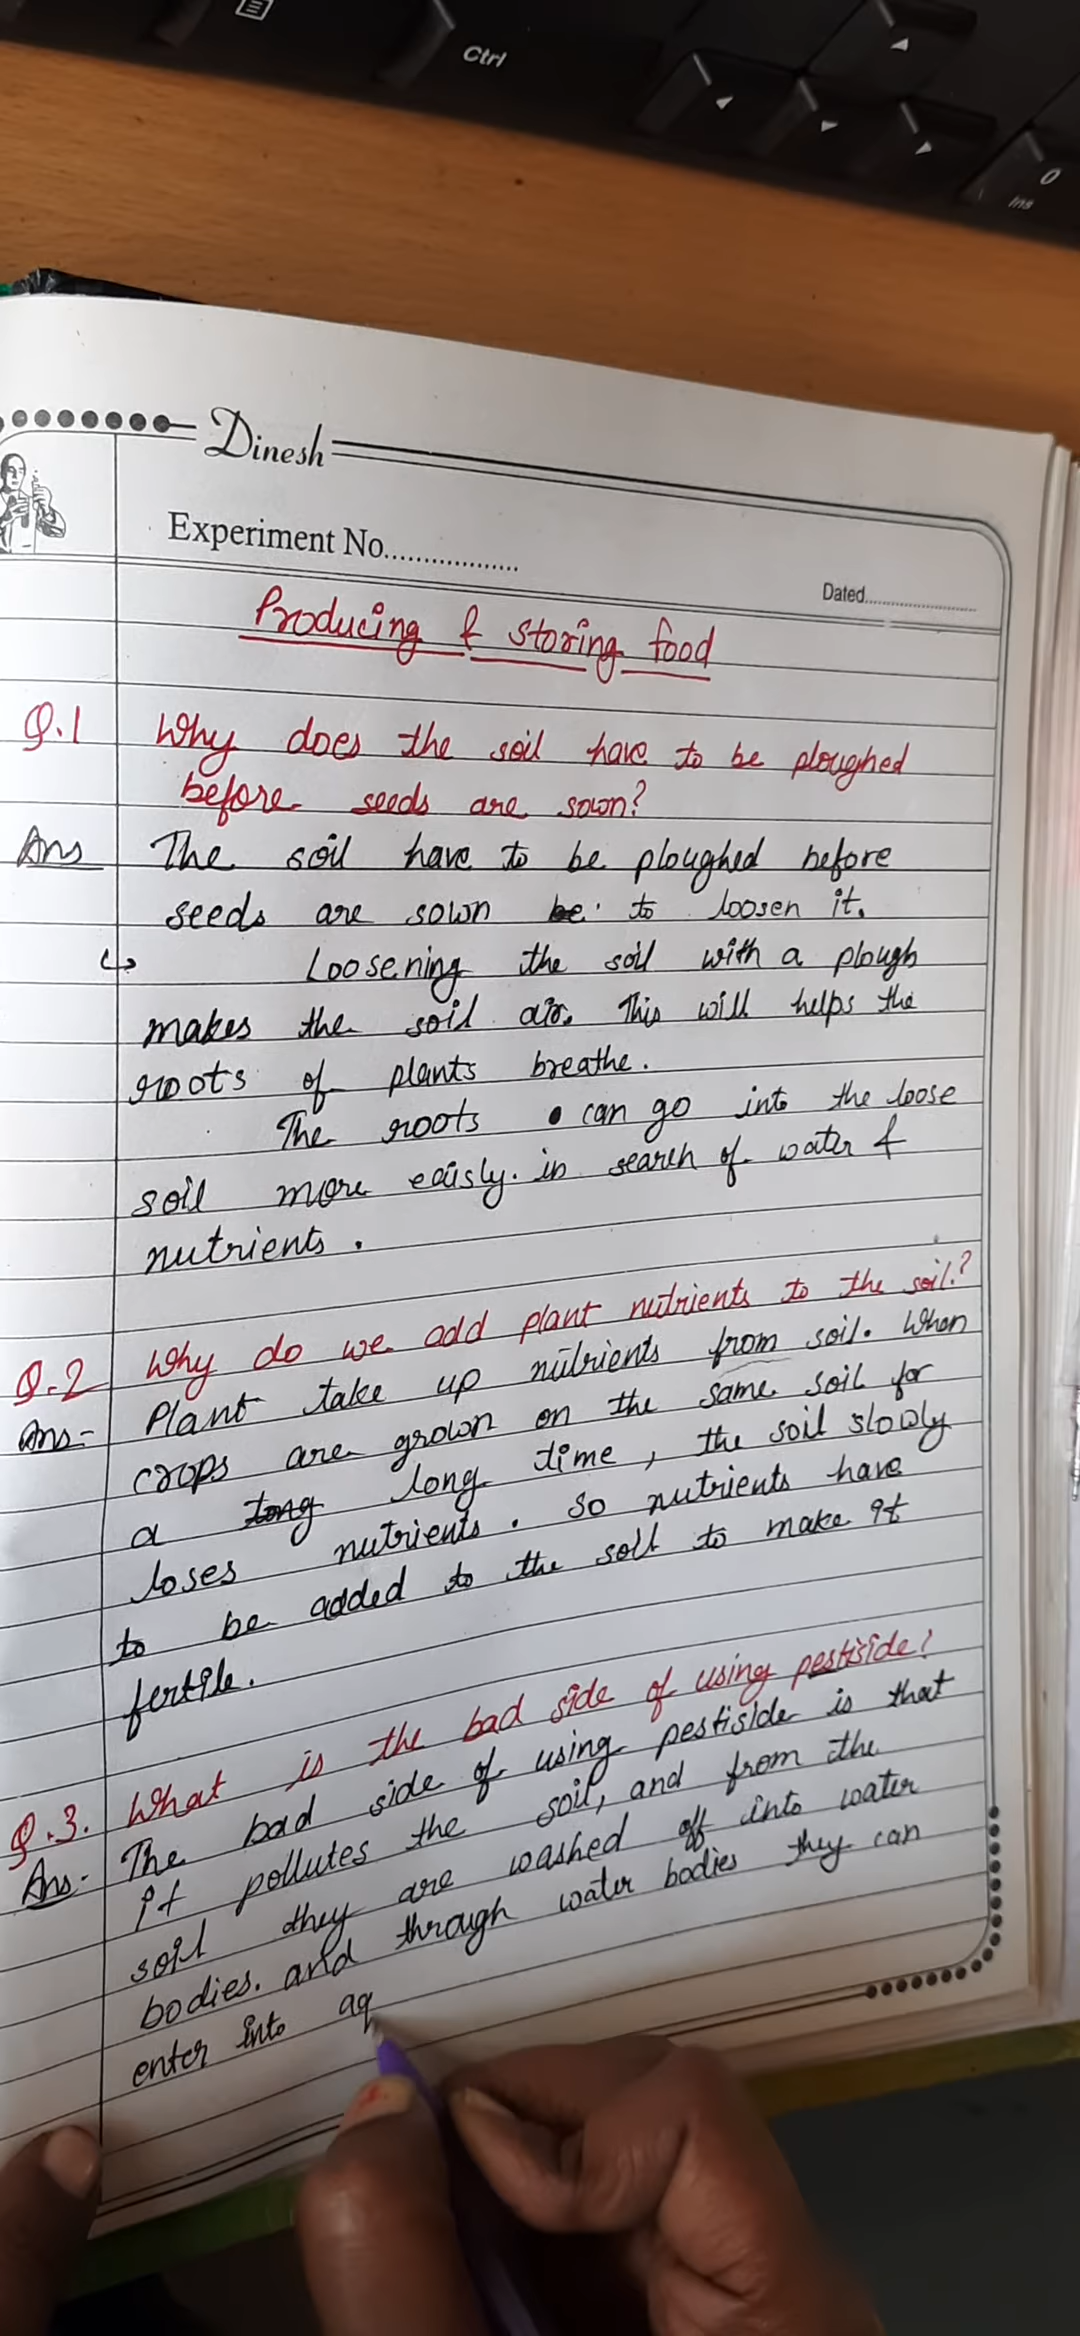 Ctrl
0
Ins
Dinesh
Experiment No..................
Dated..........................
Producing & storing food
Q.1 Why does the soil have to be ploughed
before seeds are sown?
Ans The soil have to be ploughed before
seeds are sown be to loosen it.
↳ Loosening the soil with a plough
makes the soil air. This will helps the
roots of plants breathe.
The roots can go into the loose
soil more eaisly. in search of water &
nutrients.
Q.2 Why do we add plant nutrients to the soil?
Ans:- Plant take up nutrients from soil. When
crops are grown on the same soil for
a tong long time, the soil slowly
loses nutrients. So nutrients have
to be added to the soil to make it
fertile.
Q.3. What is the bad side of using pestiside?
Ans:- The bad side of using pestiside is that
it pollutes the soil, and from the
soil they are washed off into water
bodies. and through water bodies they can
enter into aq